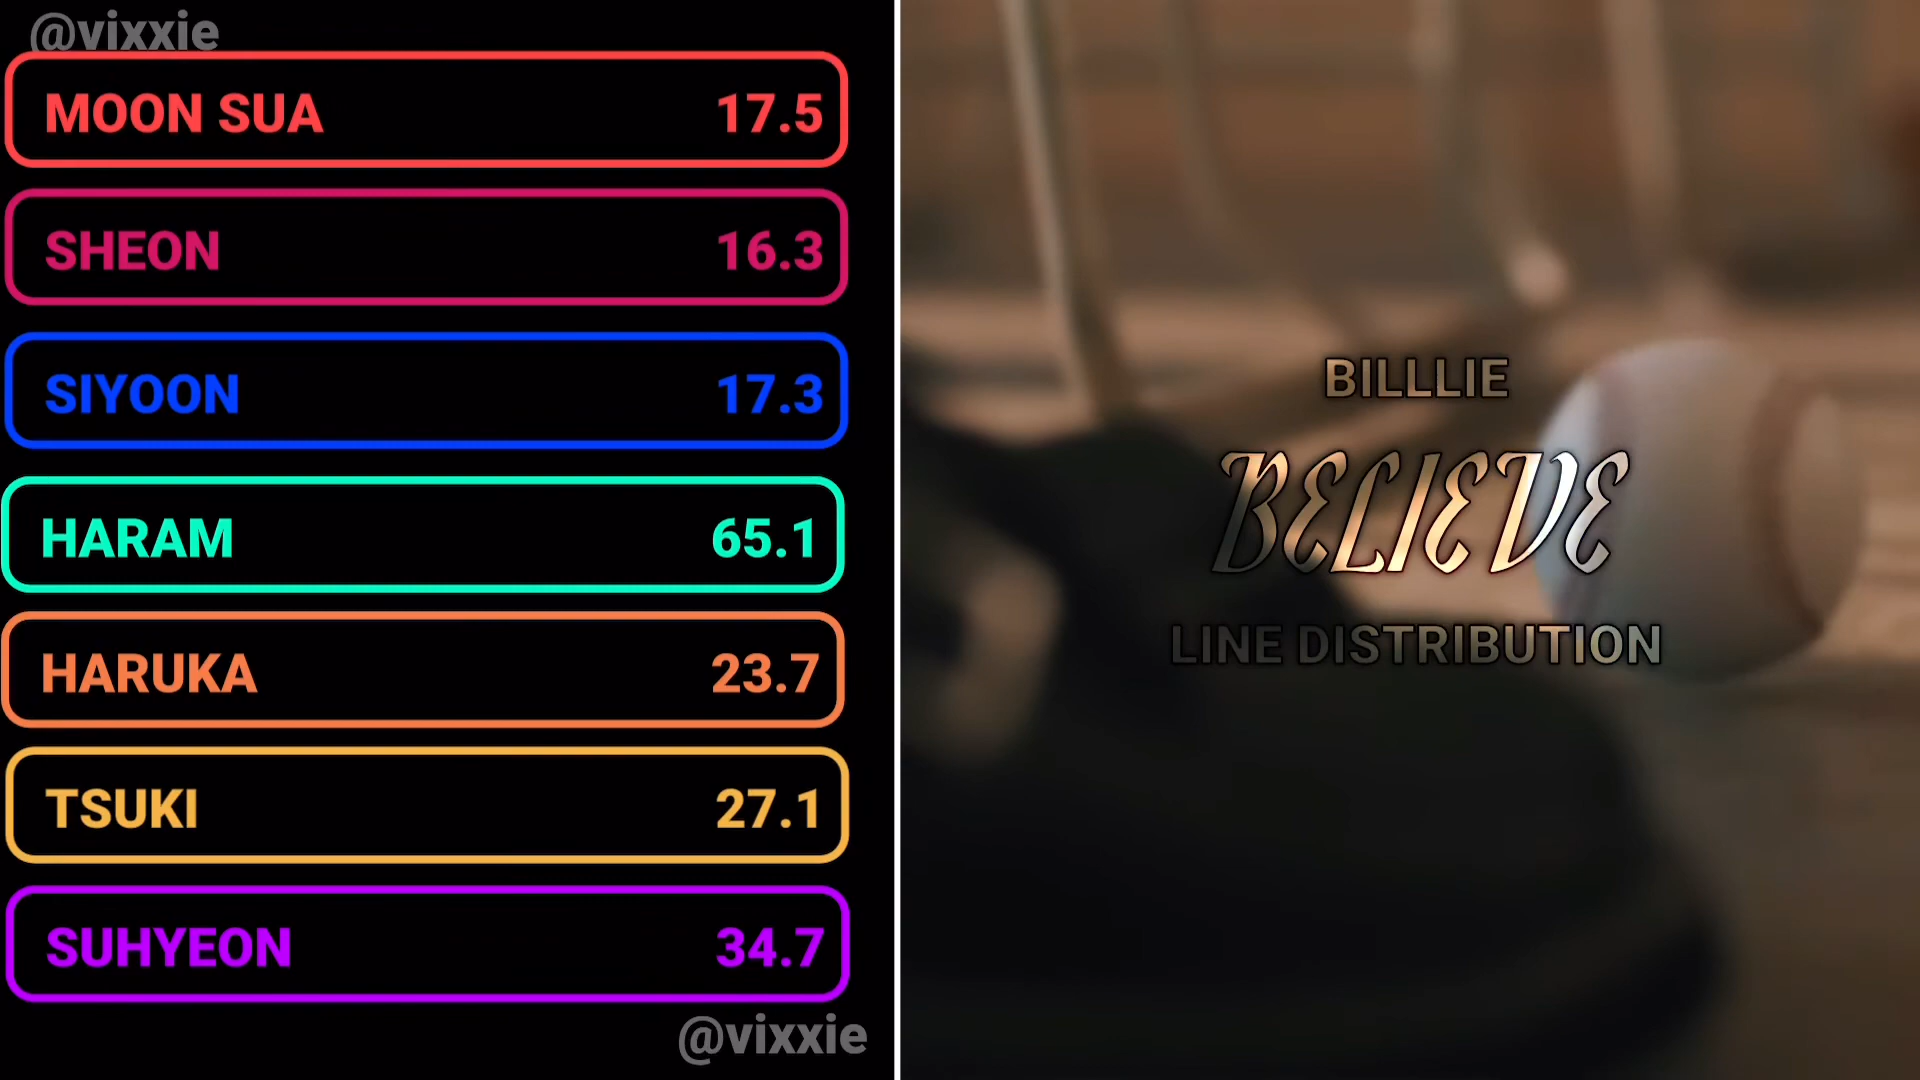 @vixxie
MOON SUA 17.5
SHEON 16.3
SIYOON 17.3
HARAM 65.1
HARUKA 23.7
TSUKI 27.1
SUHYEON 34.7
@vixxie
BILLLIE
BELIEVE
LINE DISTRIBUTION